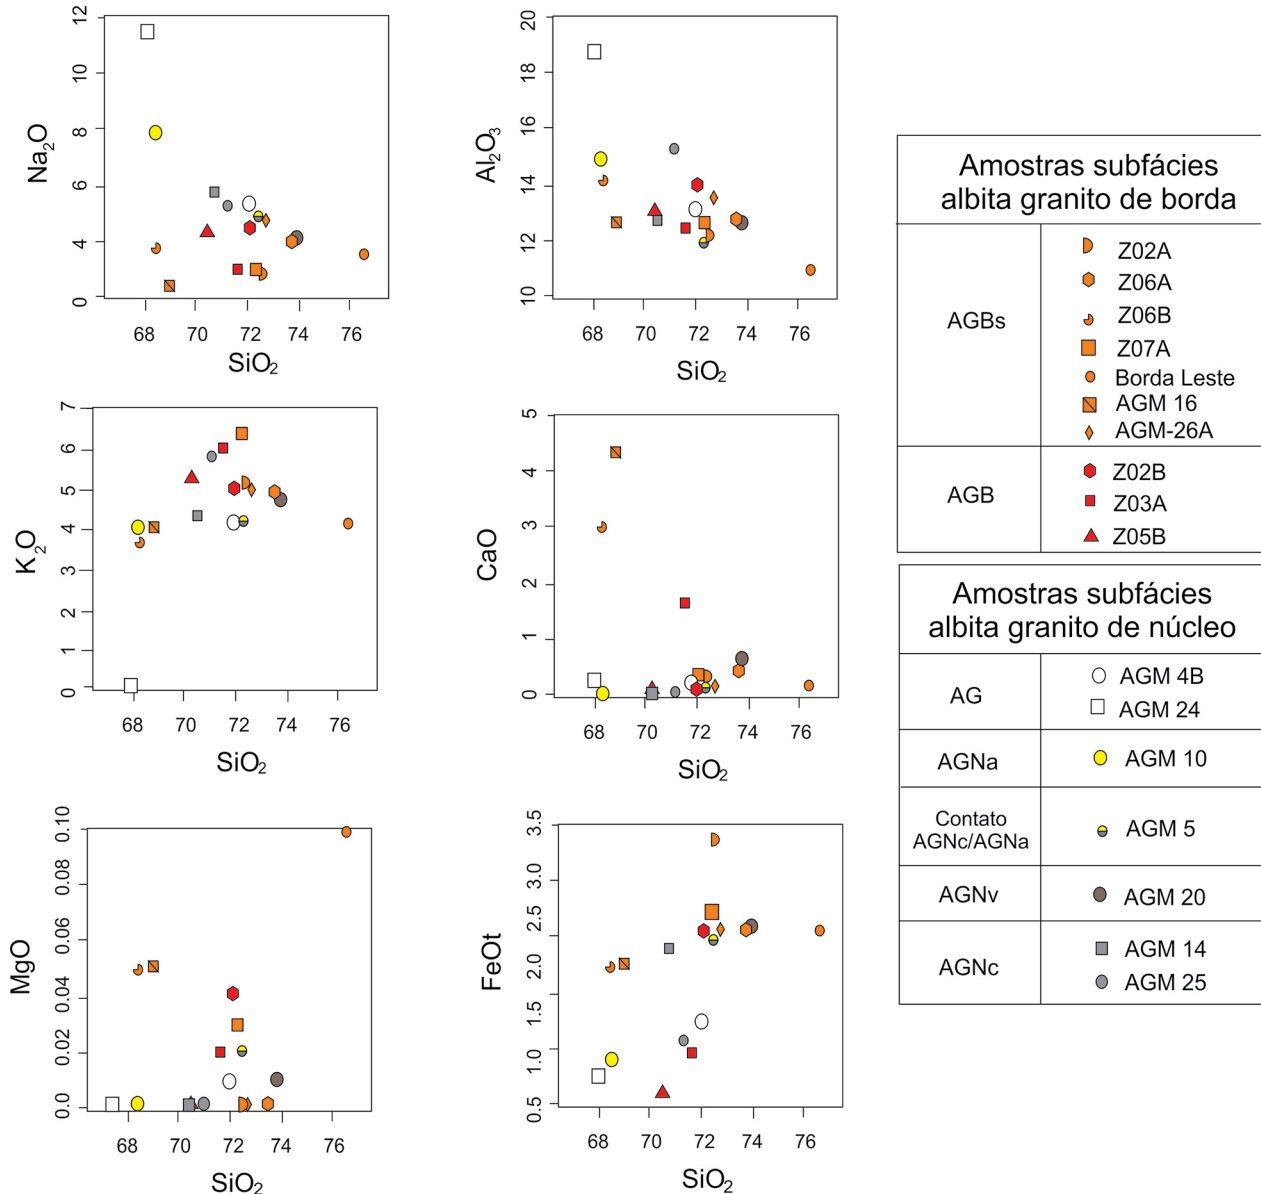 12
10
8
6
4
0
Na₂O
68 70 72 74 76
SiO₂
20
18
16
14
12
10
Al₂O₃
68 70 72 74 76
SiO₂
7
6
5
4
3
2
1
0
K₂O
68 70 72 74 76
SiO₂
5
4
3
2
1
0
CaO
68 70 72 74 76
SiO₂
0.10
0.08
0.06
0.04
0.02
0.0
MgO
68 70 72 74 76
SiO₂
3.5
3.0
2.5
2.0
1.5
1.0
0.5
FeOt
68 70 72 74 76
SiO₂
Amostras subfácies
albita granito de borda
AGBs
Z02A
Z06A
Z06B
Z07A
Borda Leste
AGM 16
AGM-26A
AGB
Z02B
Z03A
Z05B
Amostras subfácies
albita granito de núcleo
AG
AGM 4B
AGM 24
AGNa
AGM 10
Contato
AGNc/AGNa
AGM 5
AGNv
AGM 20
AGNc
AGM 14
AGM 25